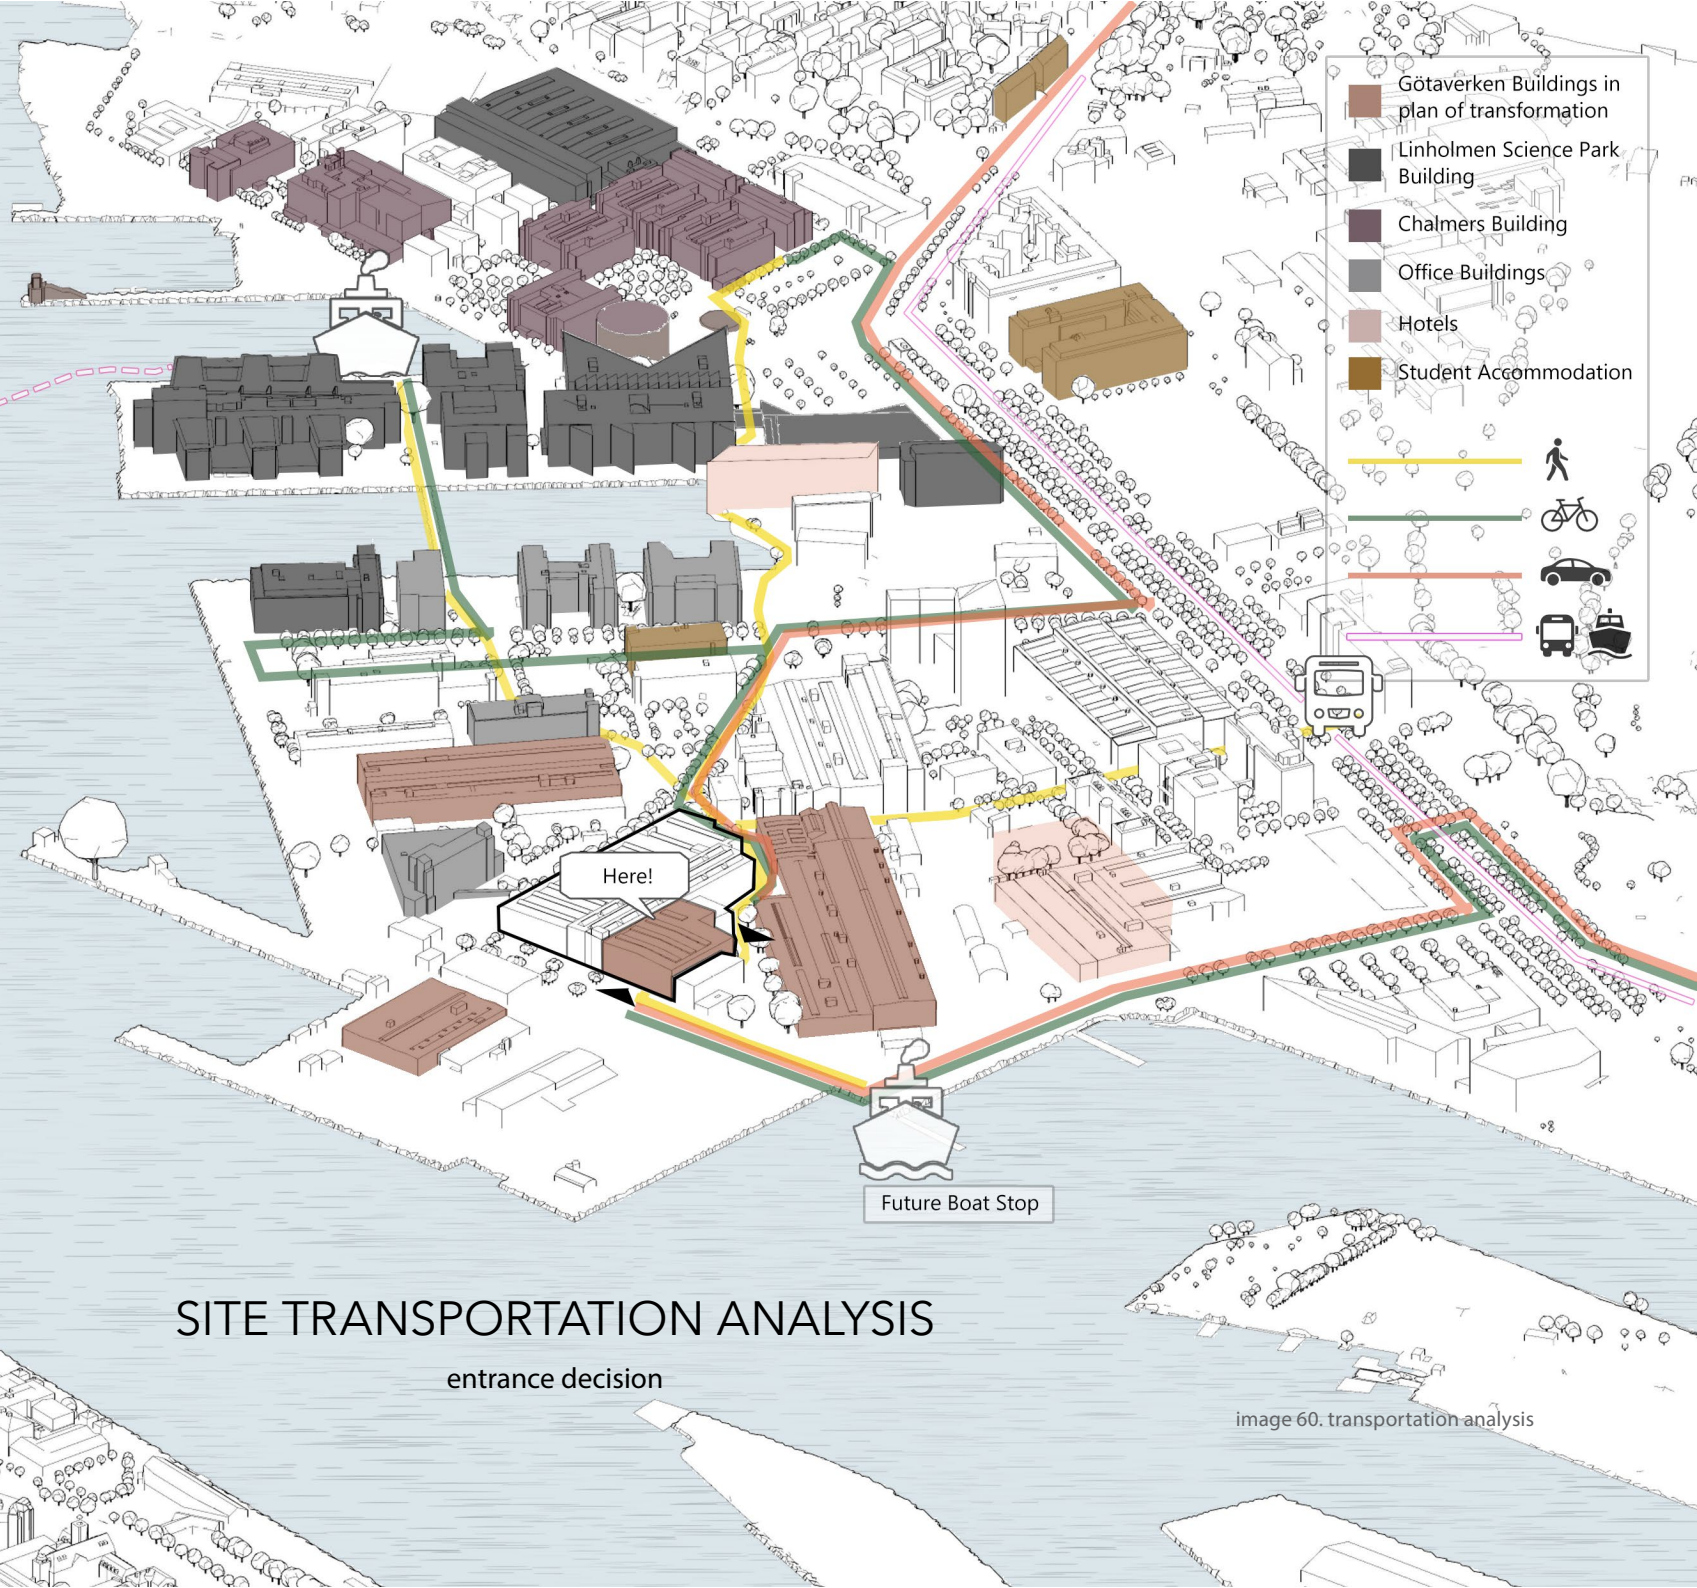 Götaverken Buildings in
plan of transformation
Linholmen Science Park
Building
Chalmers Building
Office Buildings
Hotels
Student Accommodation
Here!
Future Boat Stop
SITE TRANSPORTATION ANALYSIS
entrance decision
image 60. transportation analysis